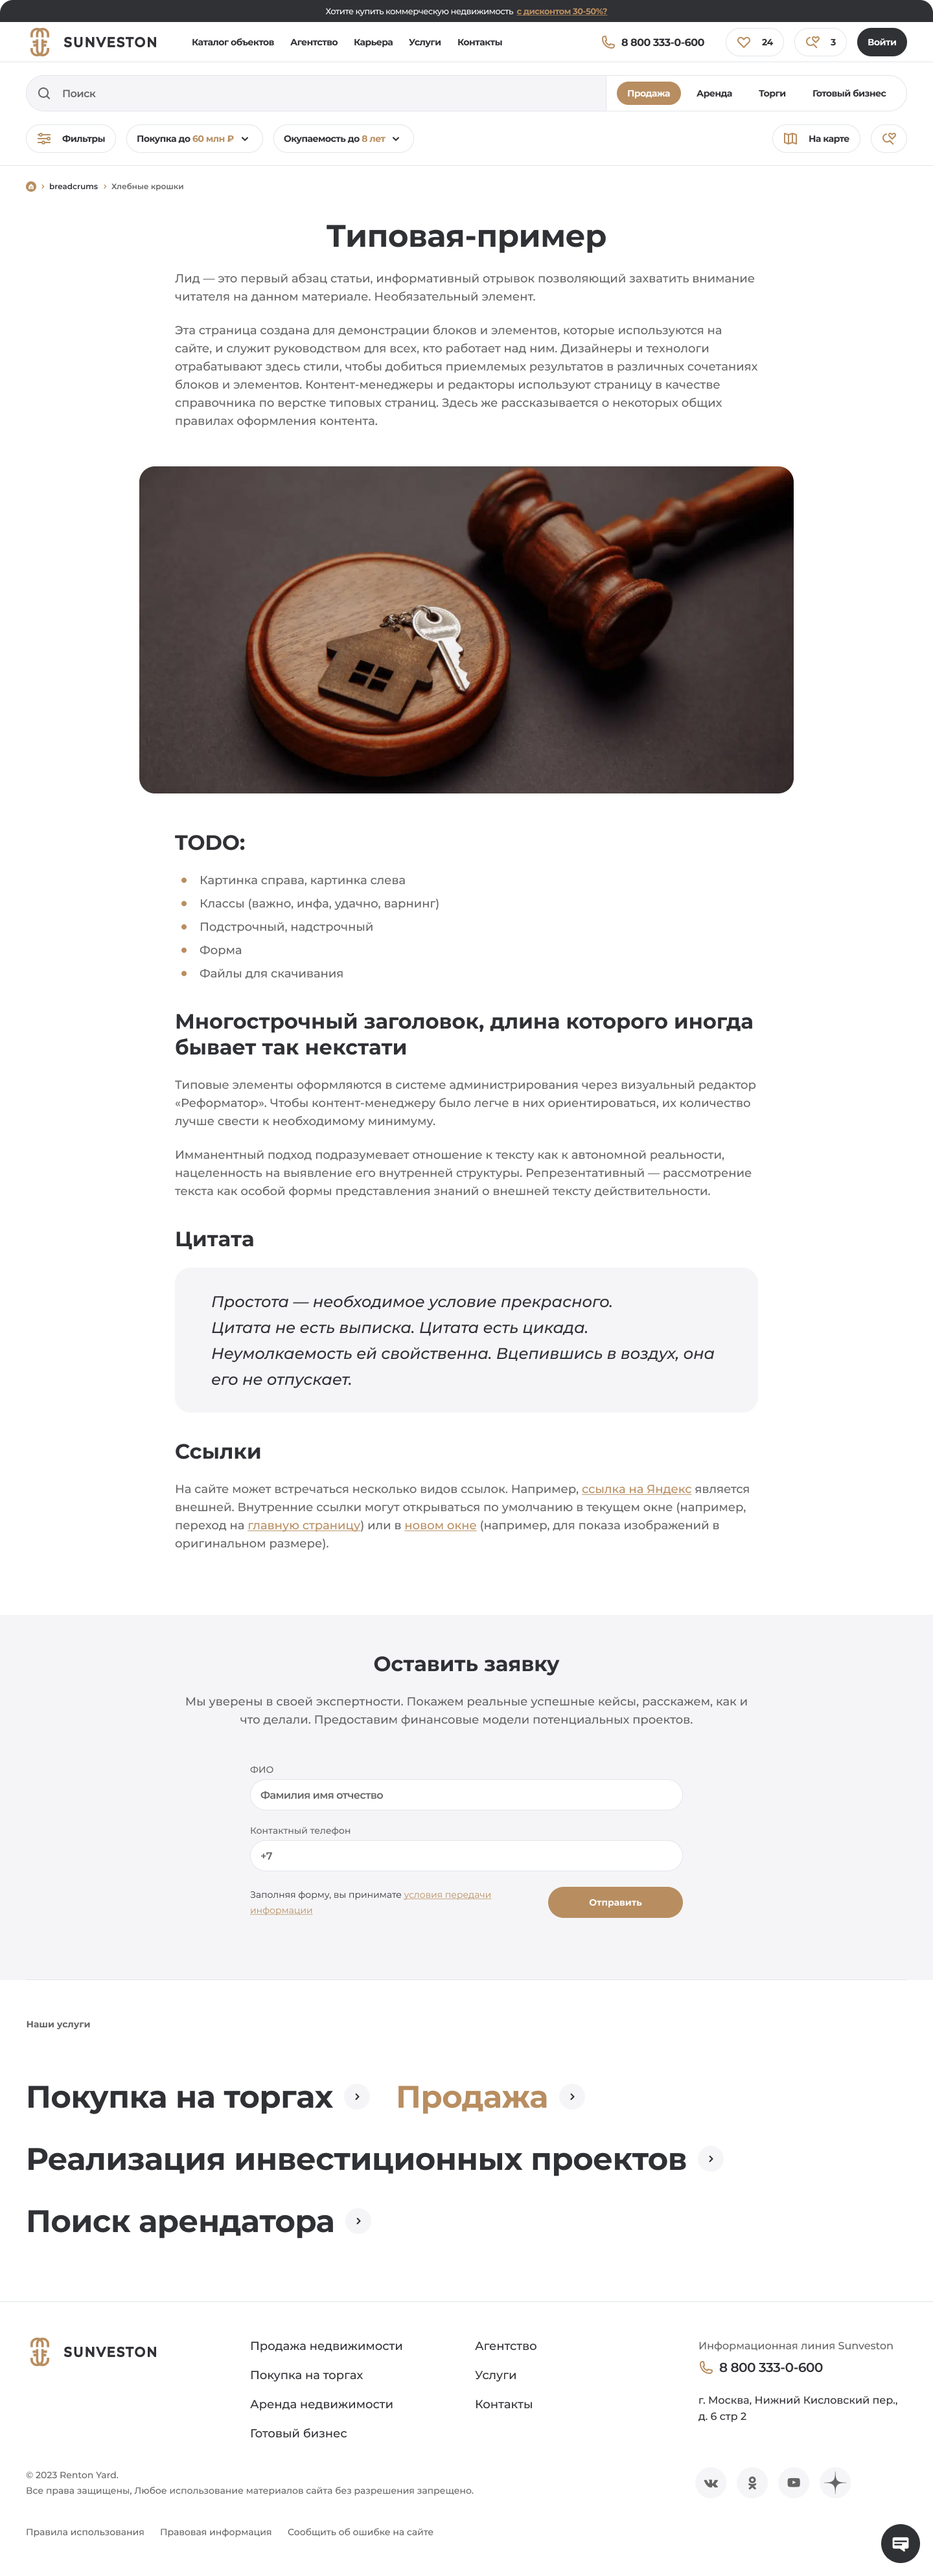 Хотите купить коммерческую недвижимость с дисконтом 30-50%?
SUNVESTON Каталог объектов Агентство Карьера Услуги Контакты 8 800 333-0-600 24 3 Войти
Поиск Продажа Аренда Торги Готовый бизнес
Фильтры Покупка до 60 млн ₽ Окупаемость до 8 лет На карте
breadcrums Хлебные крошки
Типовая-пример
Лид — это первый абзац статьи, информативный отрывок позволяющий захватить внимание
читателя на данном материале. Необязательный элемент.
Эта страница создана для демонстрации блоков и элементов, которые используются на
сайте, и служит руководством для всех, кто работает над ним. Дизайнеры и технологи
отрабатывают здесь стили, чтобы добиться приемлемых результатов в различных сочетаниях
блоков и элементов. Контент-менеджеры и редакторы используют страницу в качестве
справочника по верстке типовых страниц. Здесь же рассказывается о некоторых общих
правилах оформления контента.
TODO:
Картинка справа, картинка слева
Классы (важно, инфа, удачно, варнинг)
Подстрочный, надстрочный
Форма
Файлы для скачивания
Многострочный заголовок, длина которого иногда
бывает так некстати
Типовые элементы оформляются в системе администрирования через визуальный редактор
«Реформатор». Чтобы контент-менеджеру было легче в них ориентироваться, их количество
лучше свести к необходимому минимуму.
Имманентный подход подразумевает отношение к тексту как к автономной реальности,
нацеленность на выявление его внутренней структуры. Репрезентативный — рассмотрение
текста как особой формы представления знаний о внешней тексту действительности.
Цитата
Простота — необходимое условие прекрасного.
Цитата не есть выписка. Цитата есть цикада.
Неумолкаемость ей свойственна. Вцепившись в воздух, она
его не отпускает.
Ссылки
На сайте может встречаться несколько видов ссылок. Например, ссылка на Яндекс является
внешней. Внутренние ссылки могут открываться по умолчанию в текущем окне (например,
переход на главную страницу) или в новом окне (например, для показа изображений в
оригинальном размере).
Оставить заявку
Мы уверены в своей экспертности. Покажем реальные успешные кейсы, расскажем, как и
что делали. Предоставим финансовые модели потенциальных проектов.
ФИО
Фамилия имя отчество
Контактный телефон
+7
Заполняя форму, вы принимате условия передачи
информации
Отправить
Наши услуги
Покупка на торгах Продажа
Реализация инвестиционных проектов
Поиск арендатора
SUNVESTON
Продажа недвижимости
Покупка на торгах
Аренда недвижимости
Готовый бизнес
Агентство
Услуги
Контакты
Информационная линия Sunveston
8 800 333-0-600
г. Москва, Нижний Кисловский пер.,
д. 6 стр 2
© 2023 Renton Yard.
Все права защищены, Любое использование материалов сайта без разрешения запрещено.
Правила использования Правовая информация Сообщить об ошибке на сайте